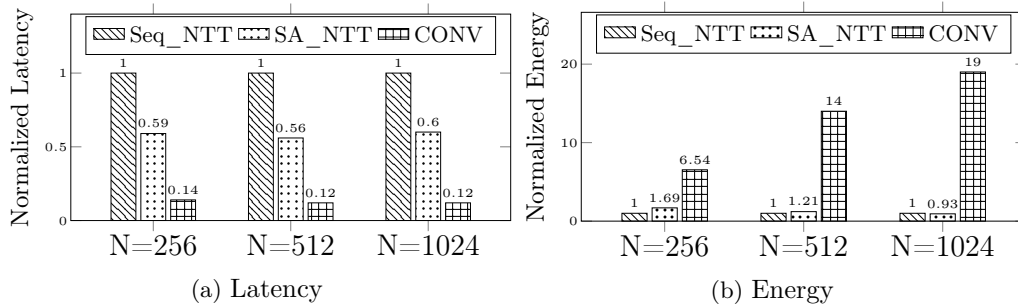 Normalized Latency
Seq_NTT SA_NTT CONV
1
0.5
0
1 0.59 0.14
1 0.56 0.12
1 0.6 0.12
N=256 N=512 N=1024
(a) Latency
Normalized Energy
Seq_NTT SA_NTT CONV
20
10
0
1 1.69 6.54
1 1.21 14
1 0.93 19
N=256 N=512 N=1024
(b) Energy